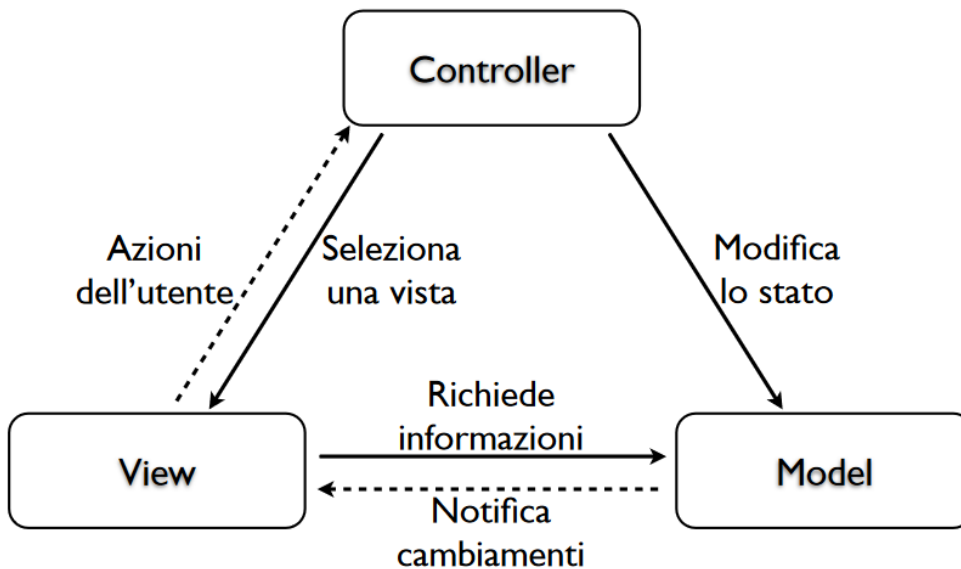 Controller
Azioni
dell'utente
Seleziona
una vista
Modifica
lo stato
Richiede
informazioni
View
Model
Notifica
cambiamenti